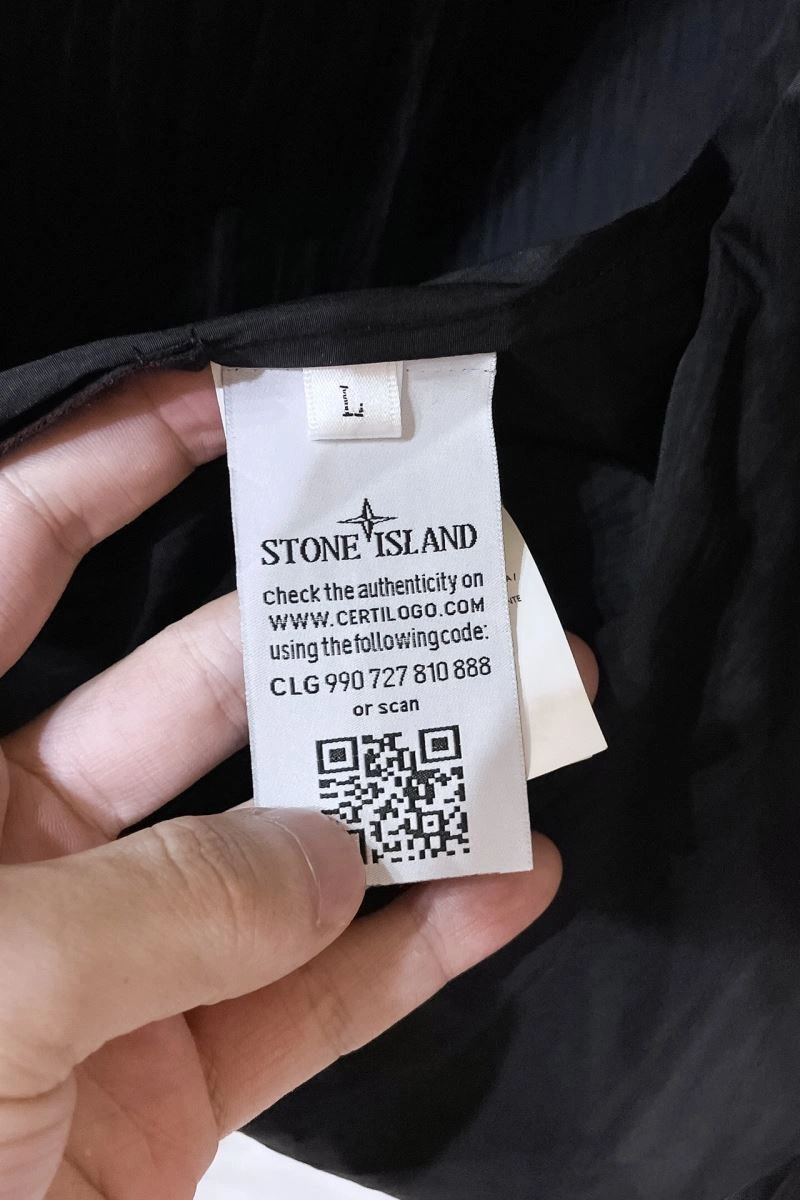 L
STONE ISLAND
check the authenticity on
WWW.CERTILOGO.COM
using the following code:
CLG 990 727 810 888
or scan